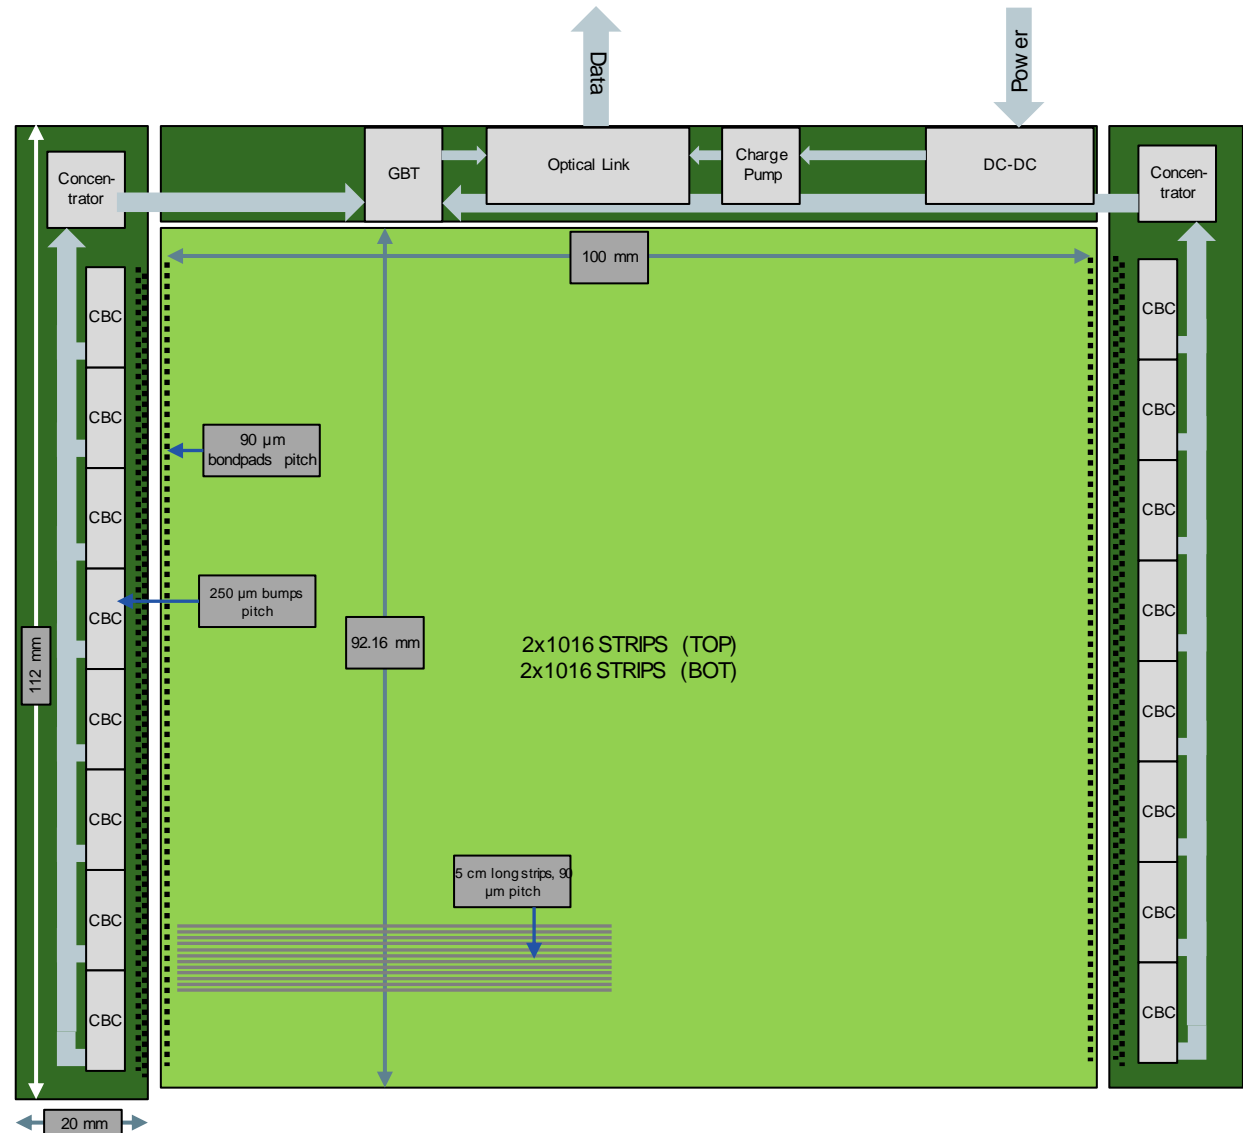 Data
Power
Concen-
trator
GBT
Optical Link
Charge
Pump
DC-DC
Concen-
trator
100 mm
CBC
CBC
CBC
CBC
CBC
CBC
CBC
CBC
90 µm
bondpads pitch
250 µm bumps
pitch
92.16 mm
2x1016 STRIPS (TOP)
2x1016 STRIPS (BOT)
112 mm
5 cm long strips, 90
µm pitch
CBC
CBC
CBC
CBC
CBC
CBC
CBC
CBC
20 mm